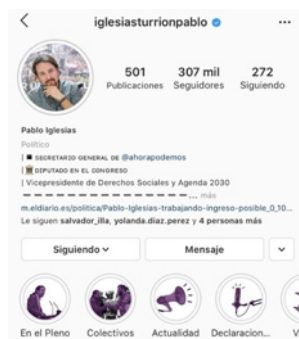 iglesiasturrionpablo
501 307 mil 272
Publicaciones Seguidores Siguiendo
Pablo Iglesias
Político
| SECRETARIO GENERAL DE @ahorapodemos
| DIPUTADO EN EL CONGRESO
| Vicepresidente de Derechos Sociales y Agenda 2030
— — — — — — — — — — — — — — — — ... más
m.eldiario.es/politica/Pablo-Iglesias-trabajando-ingreso-posible_0_10...
Le siguen salvador_illa, yolanda.diaz.perez y 4 personas más
Siguiendo Mensaje
En el Pleno Colectivos Actualidad Declaracion... V